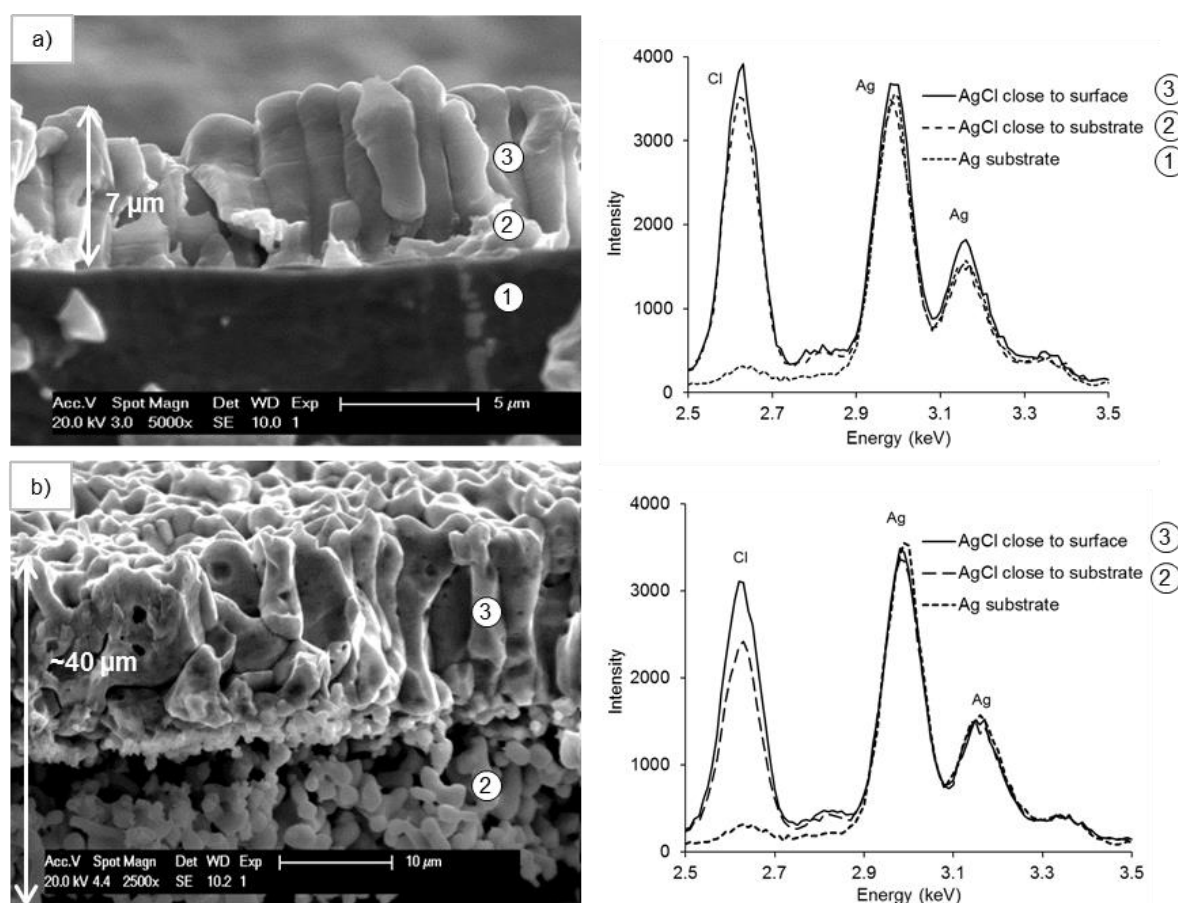 a)
7 µm
3
2
1
Acc.V Spot Magn Det WD Exp
20.0 kV 3.0 5000x SE 10.0 1
5 µm
4000
3000
2000
1000
0
Intensity
Cl
Ag
Ag
AgCl close to surface 3
AgCl close to substrate 2
Ag substrate 1
2.5 2.7 2.9 3.1 3.3 3.5
Energy (keV)
b)
~40 µm
3
2
Acc.V Spot Magn Det WD Exp
20.0 kV 4.4 2500x SE 10.2 1
10 µm
4000
3000
2000
1000
0
Intensity
Cl
Ag
Ag
AgCl close to surface 3
AgCl close to substrate 2
Ag substrate
2.5 2.7 2.9 3.1 3.3 3.5
Energy (keV)